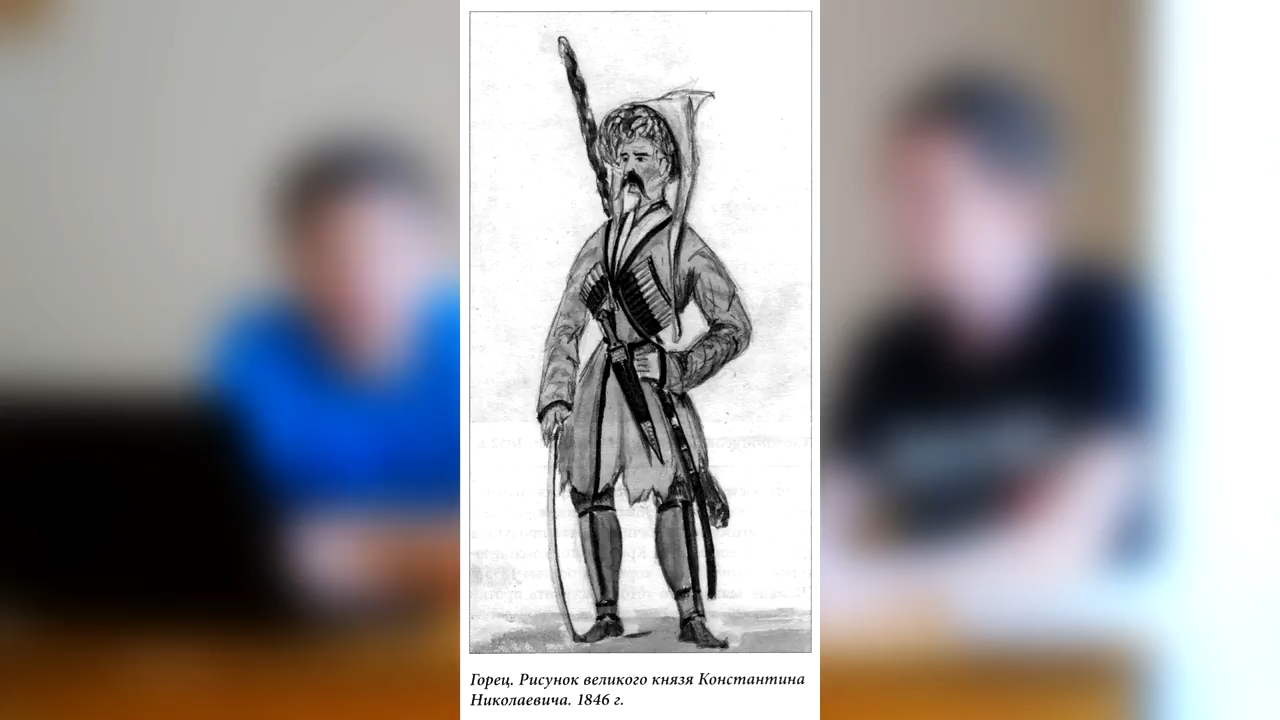 Горец. Рисунок великого князя Константина
Николаевича. 1846 г.